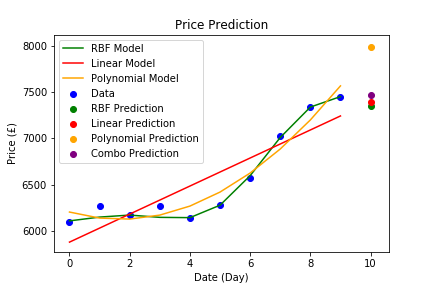 Price Prediction
8000
7500
7000
6500
6000
Price (£)
RBF Model
Linear Model
Polynomial Model
Data
RBF Prediction
Linear Prediction
Polynomial Prediction
Combo Prediction
0 2 4 6 8 10
Date (Day)